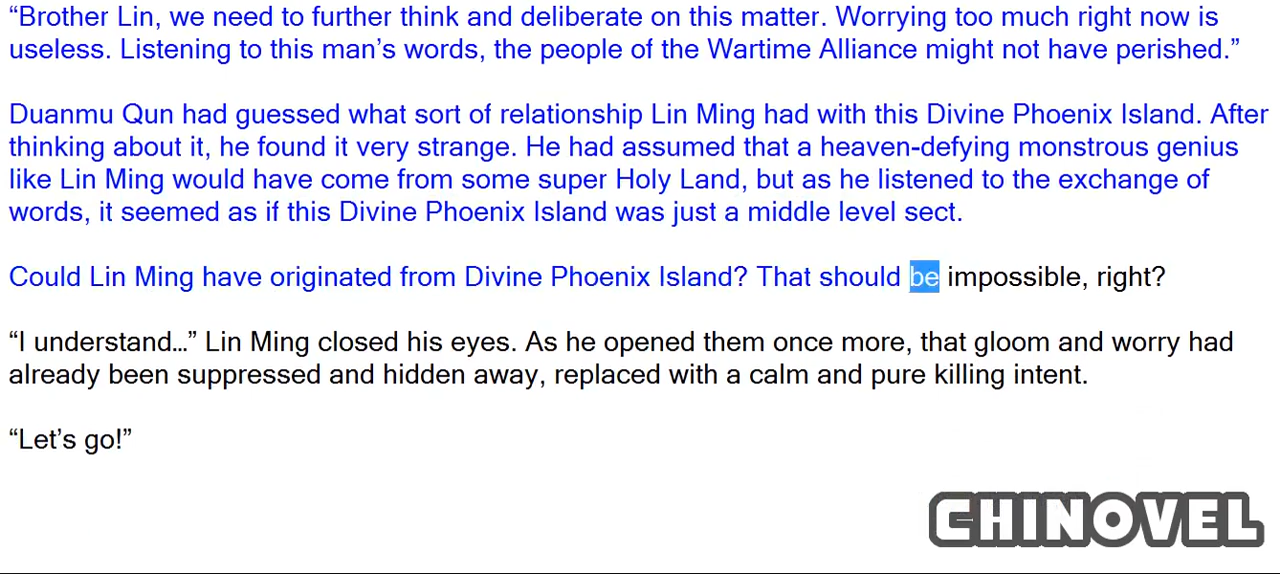 “Brother Lin, we need to further think and deliberate on this matter. Worrying too much right now is
useless. Listening to this man’s words, the people of the Wartime Alliance might not have perished.”
Duanmu Qun had guessed what sort of relationship Lin Ming had with this Divine Phoenix Island. After
thinking about it, he found it very strange. He had assumed that a heaven-defying monstrous genius
like Lin Ming would have come from some super Holy Land, but as he listened to the exchange of
words, it seemed as if this Divine Phoenix Island was just a middle level sect.
Could Lin Ming have originated from Divine Phoenix Island? That should be impossible, right?
“I understand…” Lin Ming closed his eyes. As he opened them once more, that gloom and worry had
already been suppressed and hidden away, replaced with a calm and pure killing intent.
“Let’s go!”
CHINOVEL